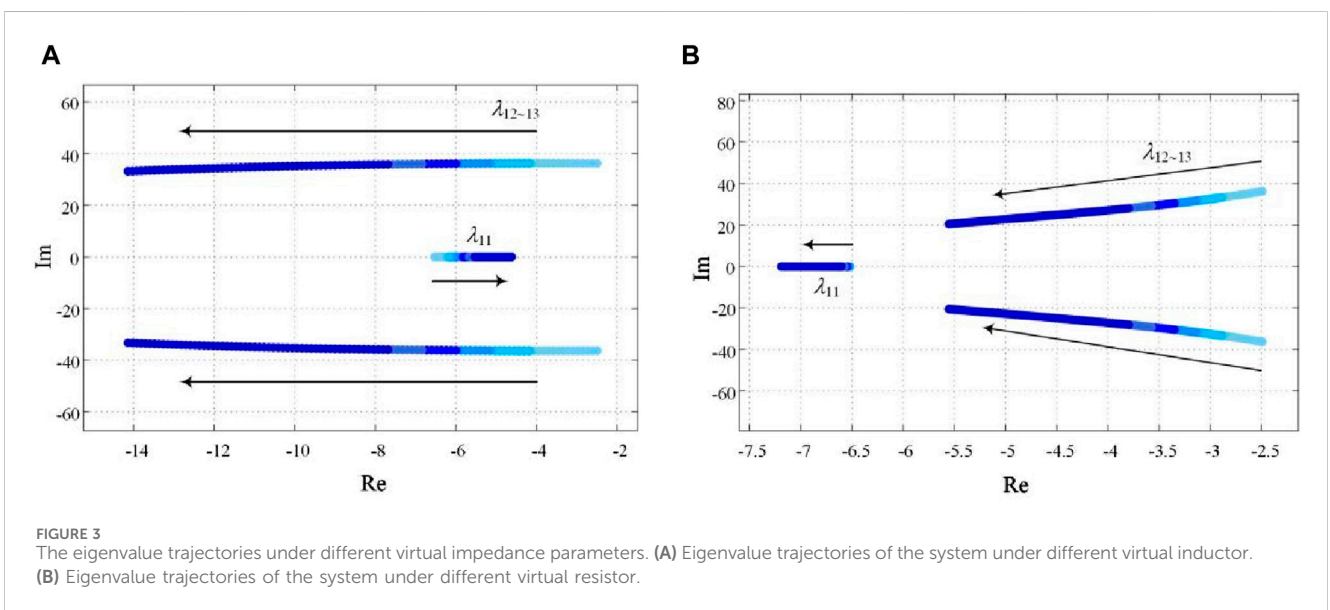 A
B
λ12~13
λ11
60
40
20
0
-20
-40
-60
Im
-14
-12
-10
-8
-6
-4
-2
Re
λ12~13
λ11
80
60
40
20
0
-20
-40
-60
Im
-7.5
-7
-6.5
-6
-5.5
-5
-4.5
-4
-3.5
-3
-2.5
Re
FIGURE 3
The eigenvalue trajectories under different virtual impedance parameters. (A) Eigenvalue trajectories of the system under different virtual inductor.
(B) Eigenvalue trajectories of the system under different virtual resistor.